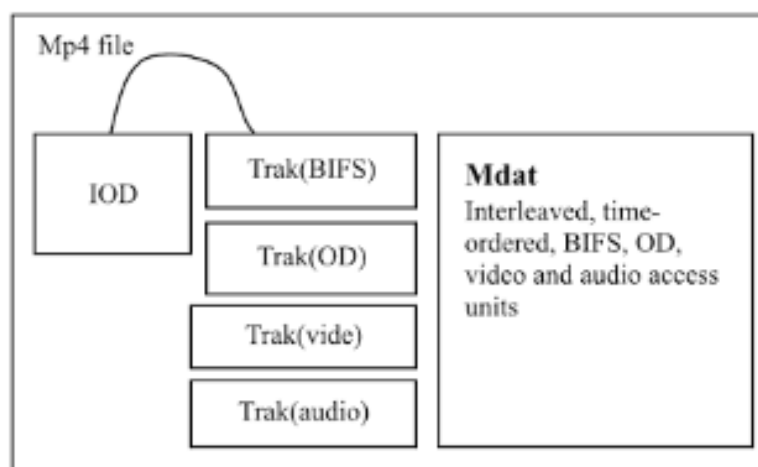 Mp4 file
IOD
Trak(BIFS)
Trak(OD)
Trak(vide)
Trak(audio)
Mdat
Interleaved, time-
ordered, BIFS, OD,
video and audio access
units